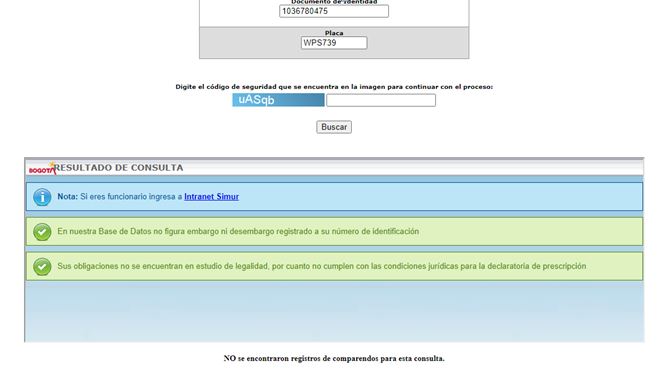 Documento de Identidad
1036780475
Placa
WPS739
Digite el código de seguridad que se encuentra en la imagen para continuar con el proceso:
uASqb
Buscar
BOGOTÁ RESULTADO DE CONSULTA
Nota: Si eres funcionario ingresa a Intranet Simur
En nuestra Base de Datos no figura embargo ni desembargo registrado a su número de identificación
Sus obligaciones no se encuentran en estudio de legalidad, por cuanto no cumplen con las condiciones jurídicas para la declaratoria de prescripción
NO se encontraron registros de comparendos para esta consulta.